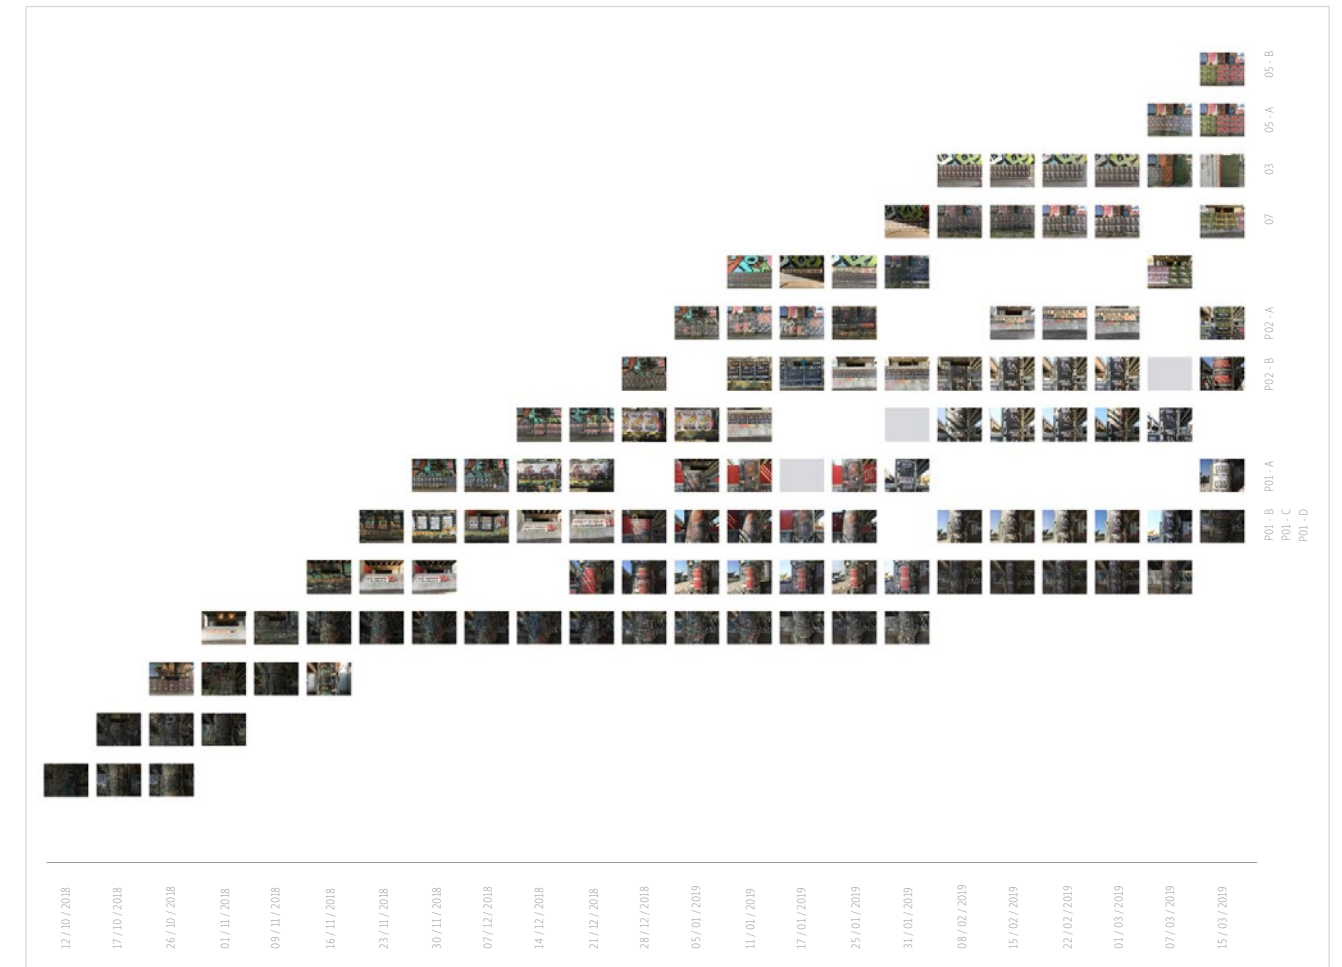 05 - B
05 - A
03
07
P02 - A
P02 - B
P01 - A
P01 - B
P01 - C
P01 - D
12 / 10 / 2018
17 / 10 / 2018
26 / 10 / 2018
01 / 11 / 2018
09 / 11 / 2018
16 / 11 / 2018
23 / 11 / 2018
30 / 11 / 2018
07 / 12 / 2018
14 / 12 / 2018
21 / 12 / 2018
28 / 12 / 2018
05 / 01 / 2019
11 / 01 / 2019
17 / 01 / 2019
25 / 01 / 2019
31 / 01 / 2019
08 / 02 / 2019
15 / 02 / 2019
22 / 02 / 2019
01 / 03 / 2019
07 / 03 / 2019
15 / 03 / 2019